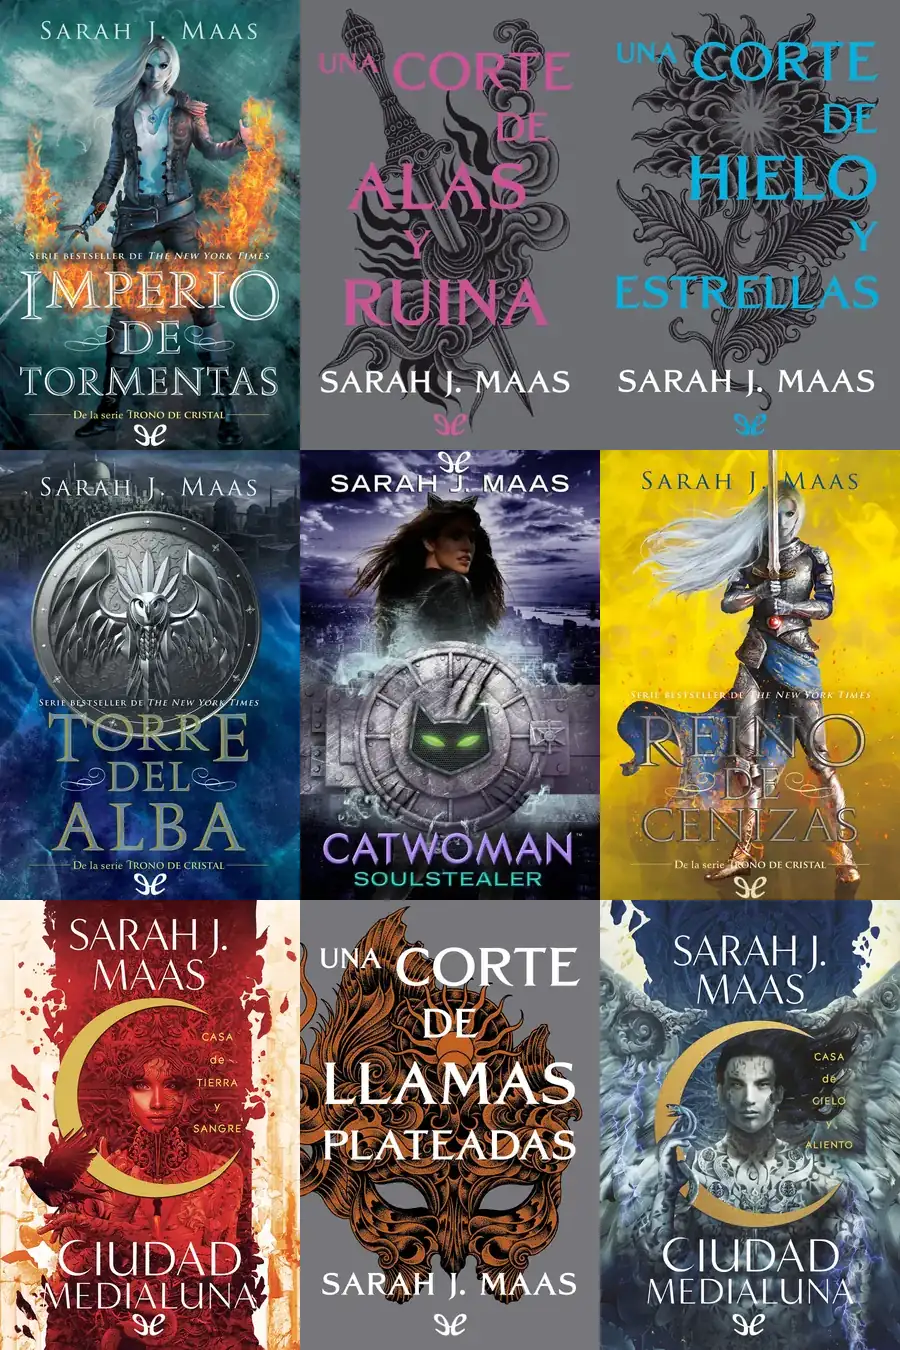 SARAH J. MAAS
SERIE BESTSELLER DE THE NEW YORK TIMES
IMPERIO
DE
TORMENTAS
De la serie TRONO DE CRISTAL
UNA CORTE
DE
ALAS
Y
RUINA
SARAH J. MAAS
UNA CORTE
DE
HIELO
Y
ESTRELLAS
SARAH J. MAAS
SARAH J. MAAS
SERIE BESTSELLER DE THE NEW YORK TIMES
TORRE
DEL
ALBA
De la serie TRONO DE CRISTAL
SARAH J. MAAS
CATWOMAN™
SOULSTEALER
SARAH J. MAAS
SERIE BESTSELLER DE THE NEW YORK TIMES
REINO
DE
CENIZAS
De la serie TRONO DE CRISTAL
SARAH J.
MAAS
CASA
de
TIERRA
y
SANGRE
CIUDAD
MEDIALUNA
UNA CORTE
DE
LLAMAS
PLATEADAS
SARAH J. MAAS
SARAH J.
MAAS
CASA
de
CIELO
y
ALIENTO
CIUDAD
MEDIALUNA